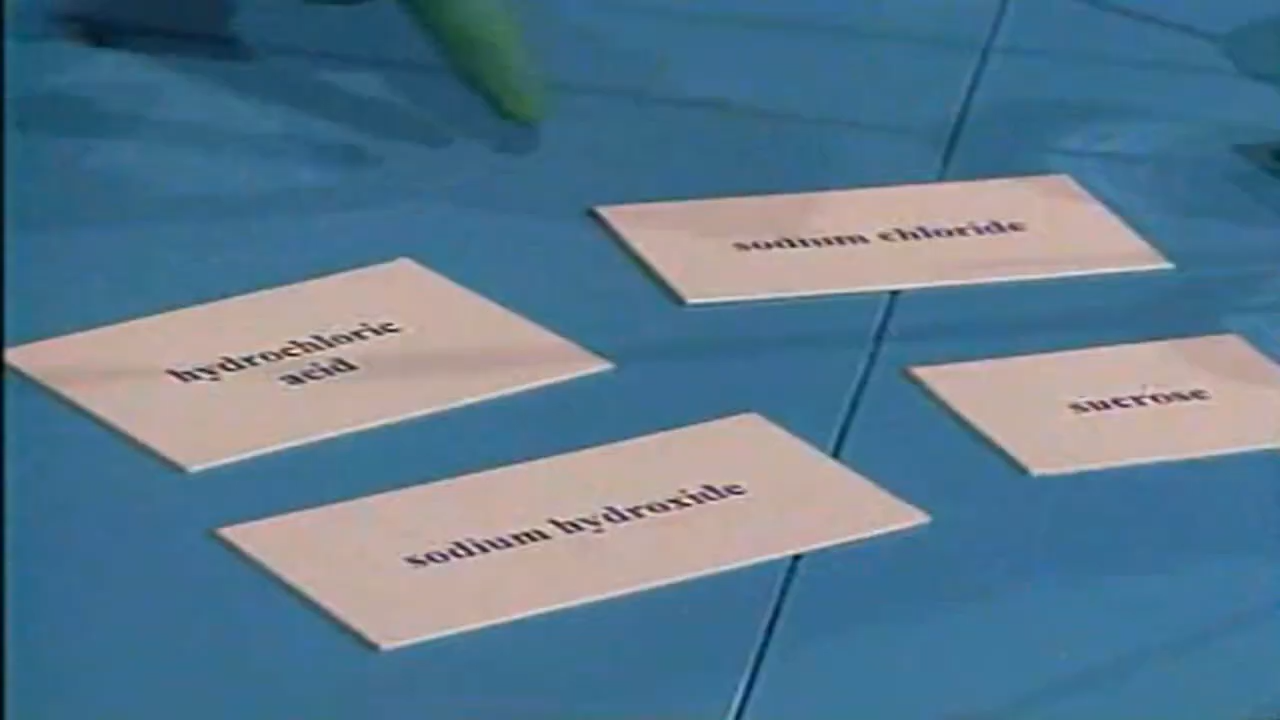 sodium chloride
hydrochloric
acid
sucrose
sodium hydroxide